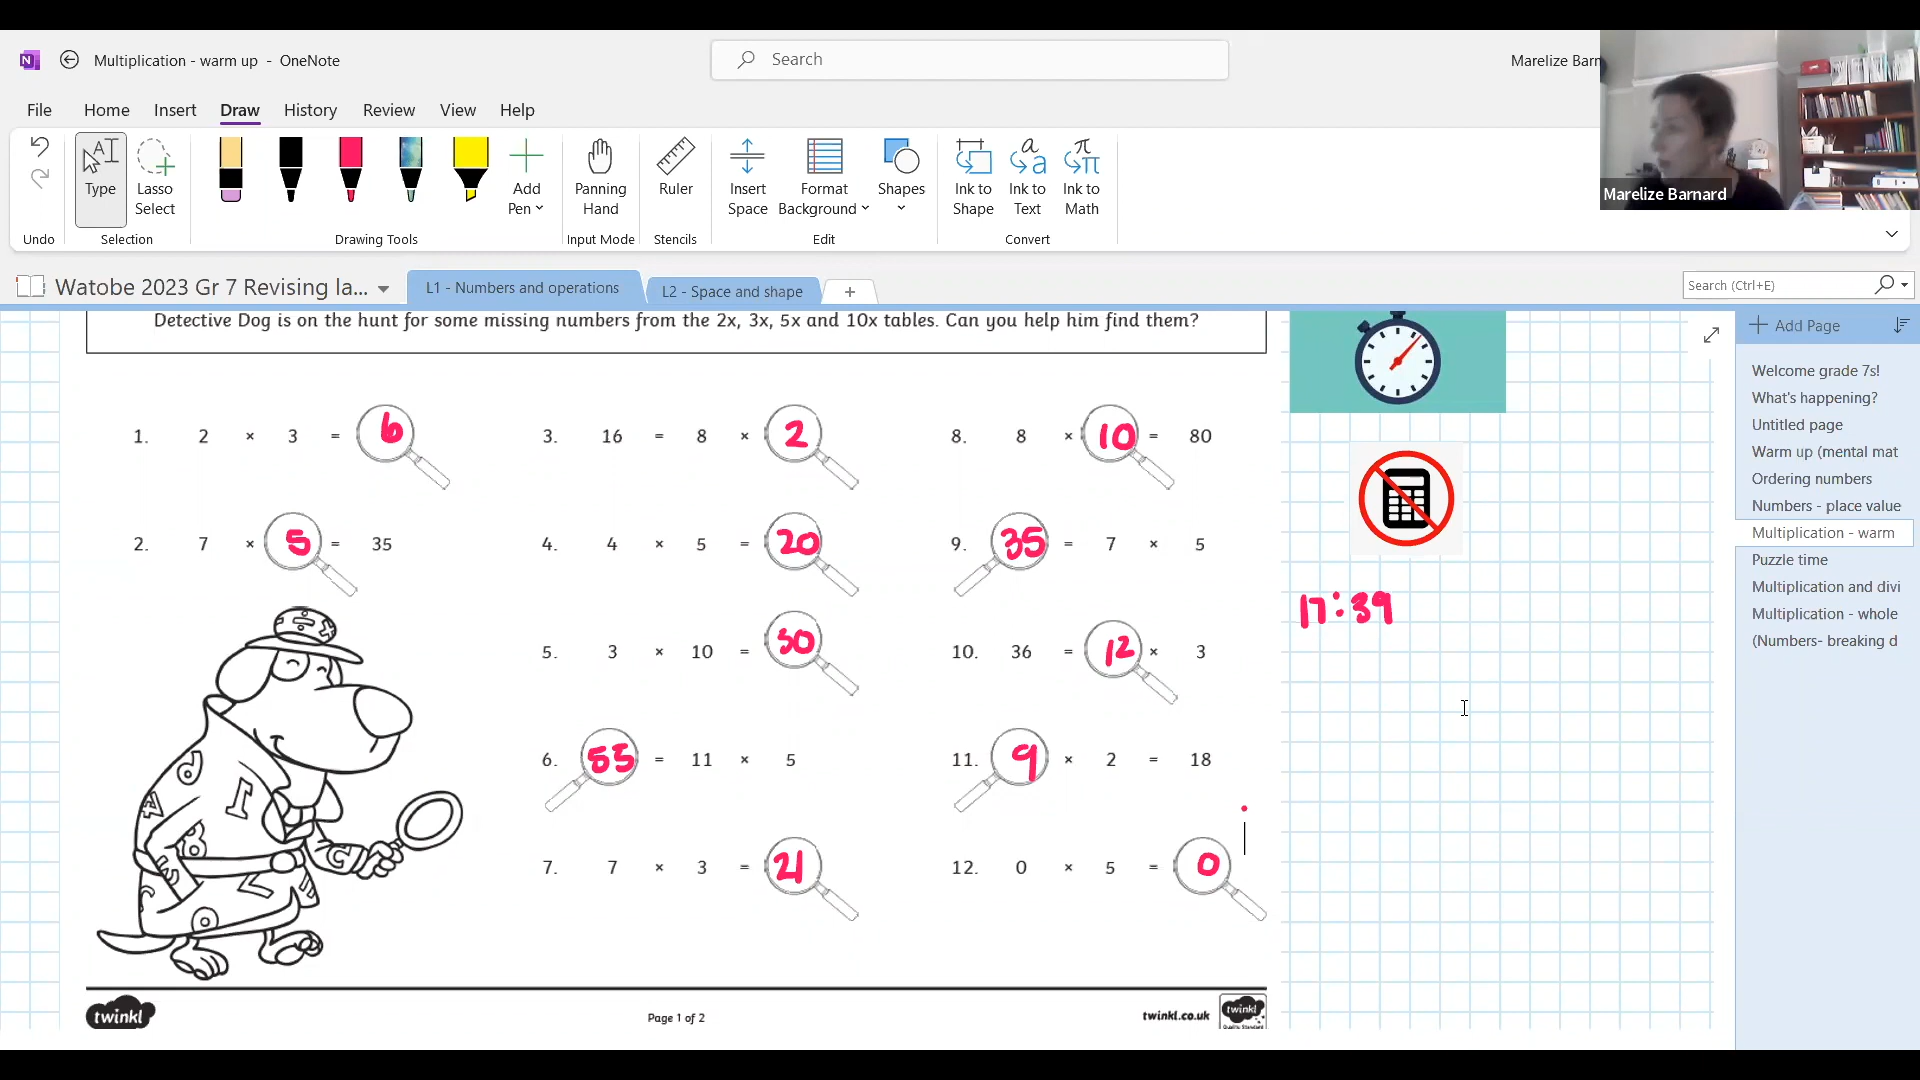 Multiplication - warm up - OneNote
Search
Marelize Barn
File Home Insert Draw History Review View Help
Undo
Type
Lasso Select
Add Pen
Panning Hand
Ruler
Insert Space
Format Background
Shapes
Ink to Shape
Ink to Text
Ink to Math
Undo Selection Drawing Tools Input Mode Stencils Edit Convert
Marelize Barnard
Watobe 2023 Gr 7 Revising la...
L1 - Numbers and operations
L2 - Space and shape
Search (Ctrl+E)
Detective Dog is on the hunt for some missing numbers from the 2x, 3x, 5x and 10x tables. Can you help him find them?
1. 2 × 3 = 6
2. 7 × 5 = 35
3. 16 = 8 × 2
4. 4 × 5 = 20
5. 3 × 10 = 30
6. 55 = 11 × 5
7. 7 × 3 = 21
8. 8 × 10 = 80
9. 35 = 7 × 5
10. 36 = 12 × 3
11. 9 × 2 = 18
12. 0 × 5 = 0
17:39
twinkl
Page 1 of 2
twinkl.co.uk
twinkl
Add Page
Welcome grade 7s!
What's happening?
Untitled page
Warm up (mental mat
Ordering numbers
Numbers - place value
Multiplication - warm
Puzzle time
Multiplication and divi
Multiplication - whole
(Numbers- breaking d